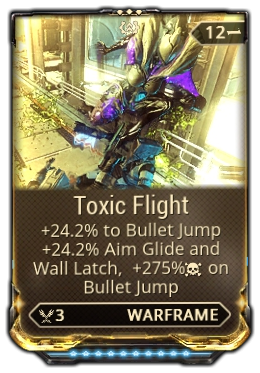 12
Toxic Flight
+24.2% to Bullet Jump
+24.2% Aim Glide and
Wall Latch, +275% on
Bullet Jump
3 WARFRAME